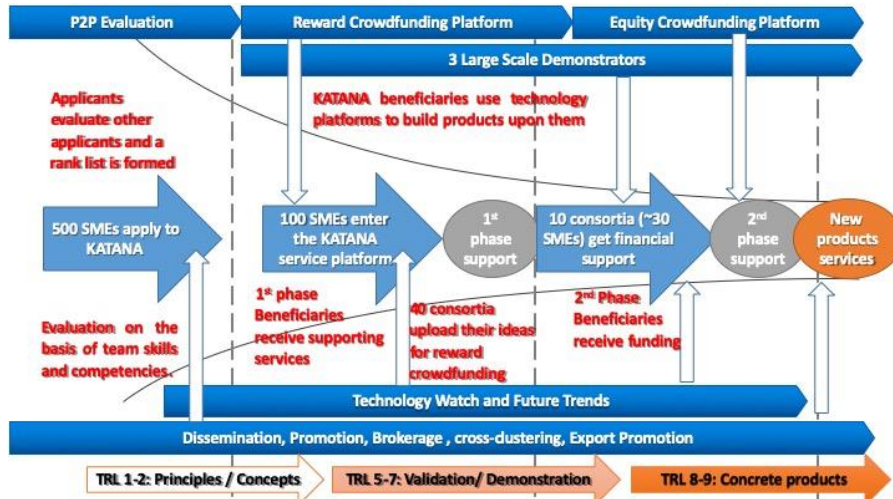 P2P Evaluation
Reward Crowdfunding Platform
Equity Crowdfunding Platform
3 Large Scale Demonstrators
Applicants
evaluate other
applicants and a
rank list is formed
KATANA beneficiaries use technology
platforms to build products upon them
500 SMEs apply to
KATANA
100 SMEs enter
the KATANA
service platform
1st
phase
support
10 consortia (~30
SMEs) get financial
support
2nd
phase
support
New
products
services
Evaluation on the
basis of team skills
and competencies.
1st phase
Beneficiaries
receive supporting
services
40 consortia
upload their ideas
for reward
crowdfunding
2nd Phase
Beneficiaries
receive funding
Technology Watch and Future Trends
Dissemination, Promotion, Brokerage , cross-clustering, Export Promotion
TRL 1-2: Principles / Concepts
TRL 5-7: Validation/ Demonstration
TRL 8-9: Concrete products